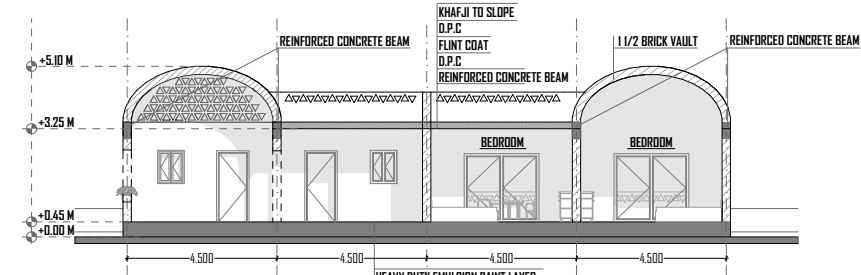 KHAFJI TO SLOPE
D.P.C
FLINT COAT
D.P.C
REINFORCED CONCRETE BEAM
REINFORCED CONCRETE BEAM
1 1/2 BRICK VAULT
REINFORCED CONCRETE BEAM
+5.10 M
+3.25 M
BEDROOM
BEDROOM
+0.45 M
+0.00 M
4.500
4.500
4.500
4.500
HEAVY DUTY EMULSION PAINT LAYER